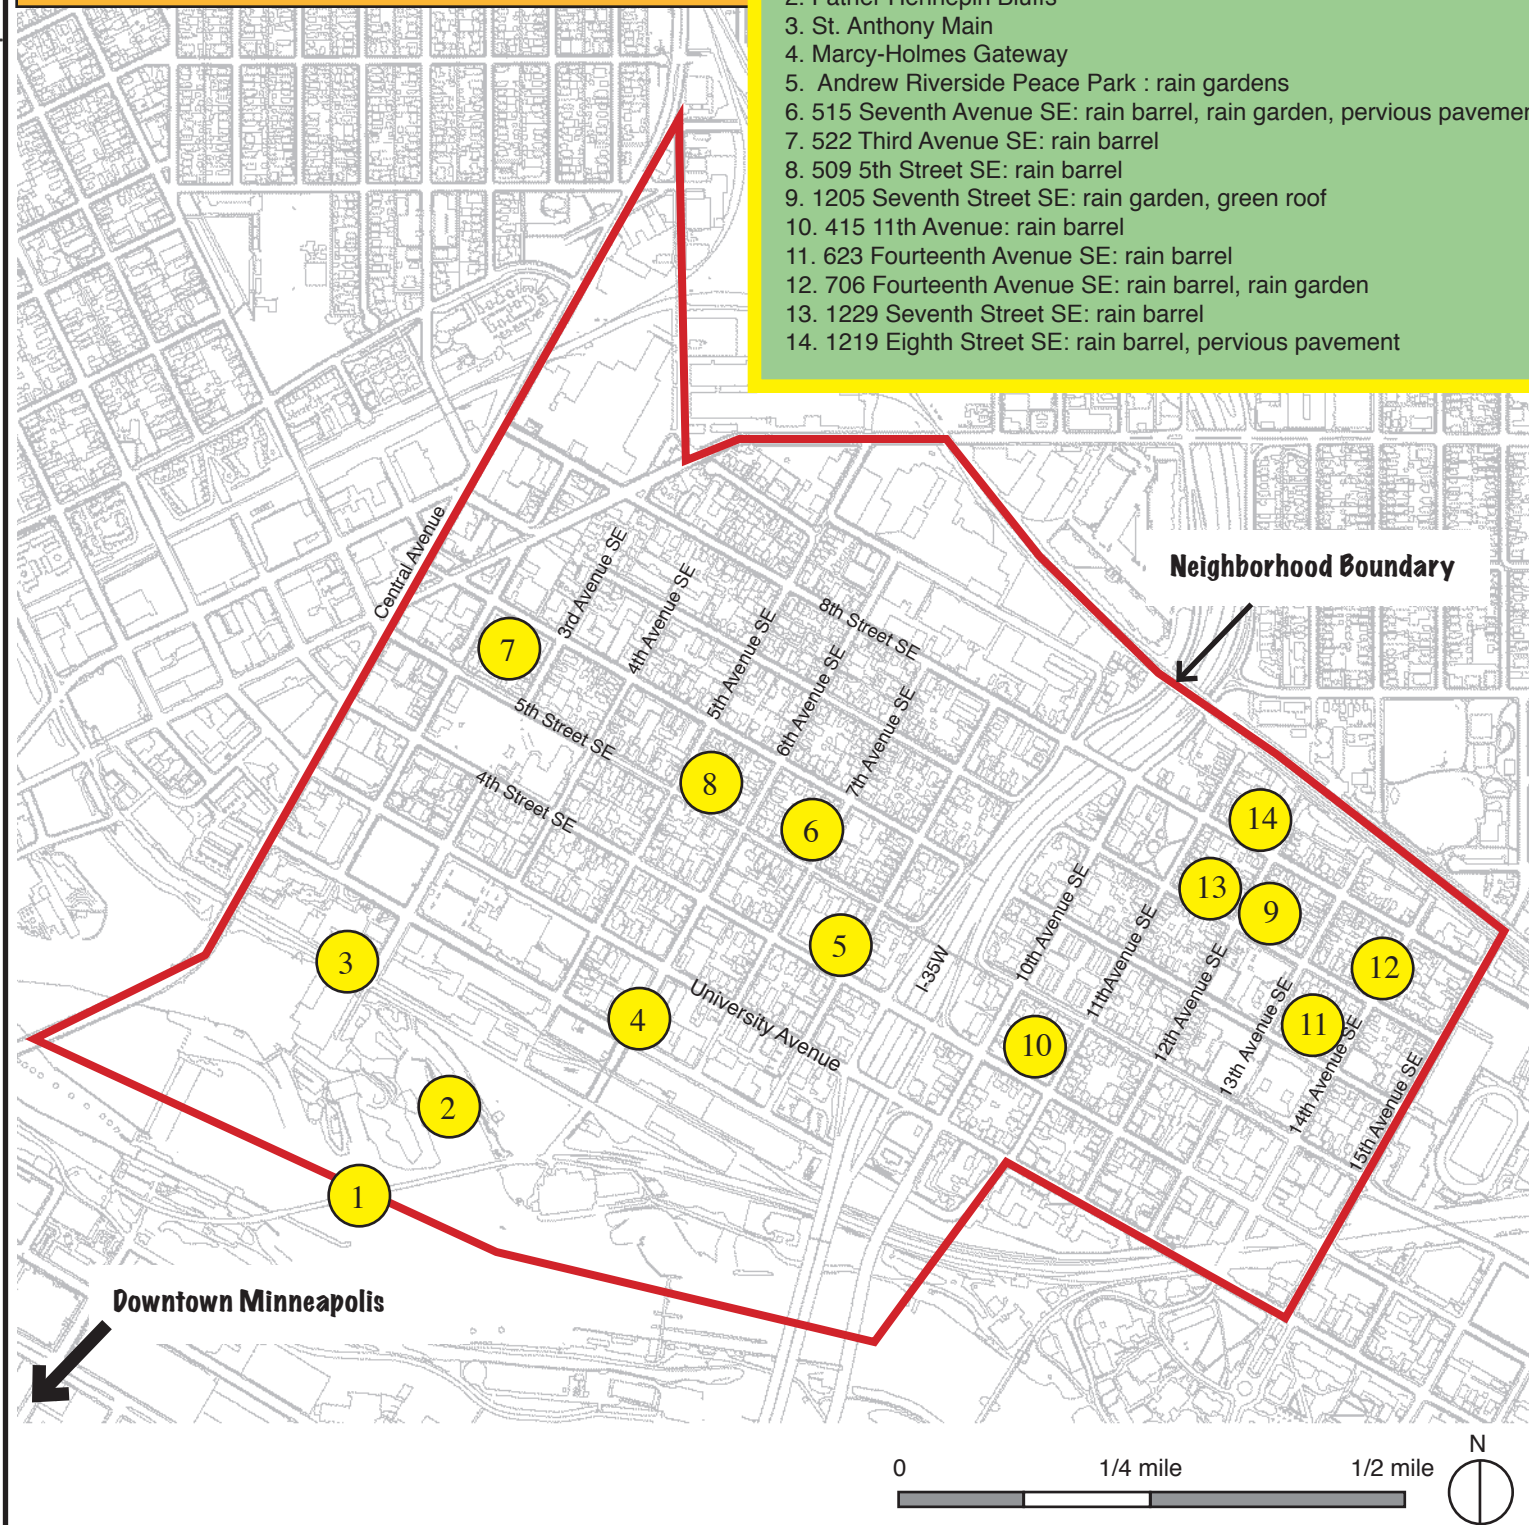 2. Father Hennepin Bluffs
3. St. Anthony Main
4. Marcy-Holmes Gateway
5. Andrew Riverside Peace Park : rain gardens
6. 515 Seventh Avenue SE: rain barrel, rain garden, pervious pavemen
7. 522 Third Avenue SE: rain barrel
8. 509 5th Street SE: rain barrel
9. 1205 Seventh Street SE: rain garden, green roof
10. 415 11th Avenue: rain barrel
11. 623 Fourteenth Avenue SE: rain barrel
12. 706 Fourteenth Avenue SE: rain barrel, rain garden
13. 1229 Seventh Street SE: rain barrel
14. 1219 Eighth Street SE: rain barrel, pervious pavement
Neighborhood Boundary
Central Avenue
3rd Avenue SE
4th Avenue SE
5th Avenue SE
6th Avenue SE
7th Avenue SE
8th Street SE
7
5th Street SE
4th Street SE
8
6
14
13
9
5
12
3
I-35W
10th Avenue SE
11thAvenue SE
12th Avenue SE
13th Avenue SE
14th Avenue SE
15th Avenue SE
11
4
University Avenue
10
2
1
Downtown Minneapolis
0
1/4 mile
1/2 mile
N